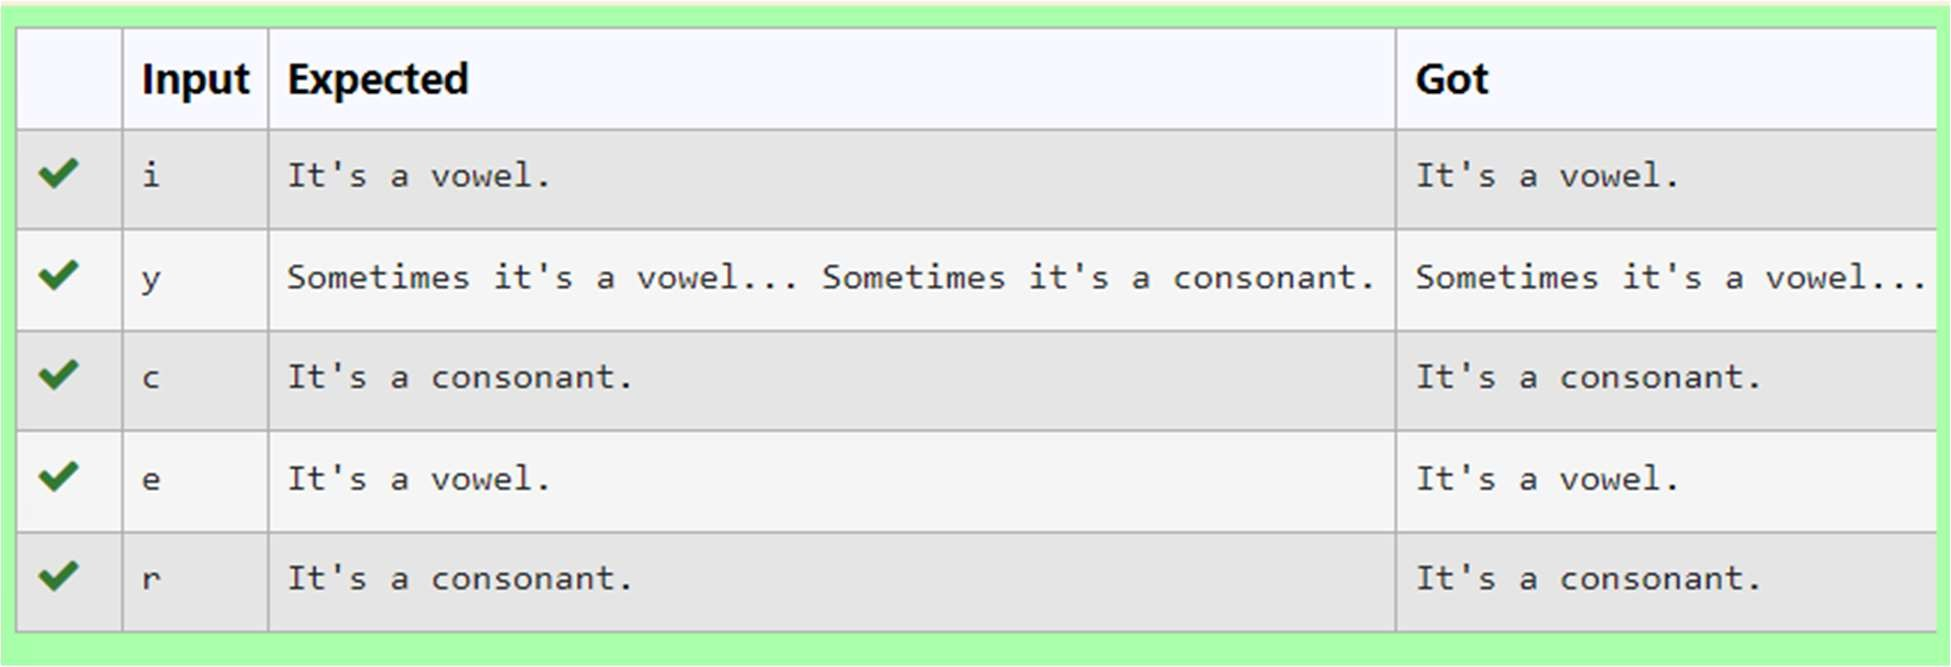 Input Expected Got
i It's a vowel. It's a vowel.
y Sometimes it's a vowel... Sometimes it's a consonant. Sometimes it's a vowel...
c It's a consonant. It's a consonant.
e It's a vowel. It's a vowel.
r It's a consonant. It's a consonant.